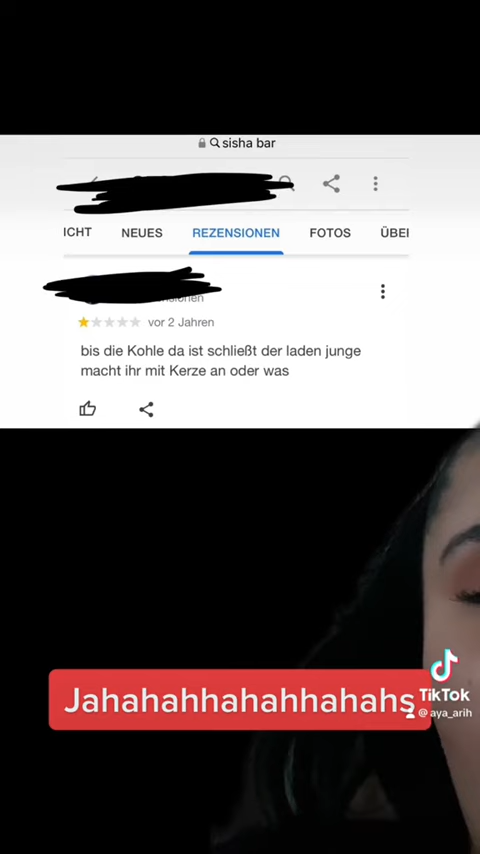 sisha bar
ICHT NEUES REZENSIONEN FOTOS ÜBE
vor 2 Jahren
bis die Kohle da ist schließt der laden junge
macht ihr mit Kerze an oder was
Jahahahhahahhahahs
TikTok
@aya_arih